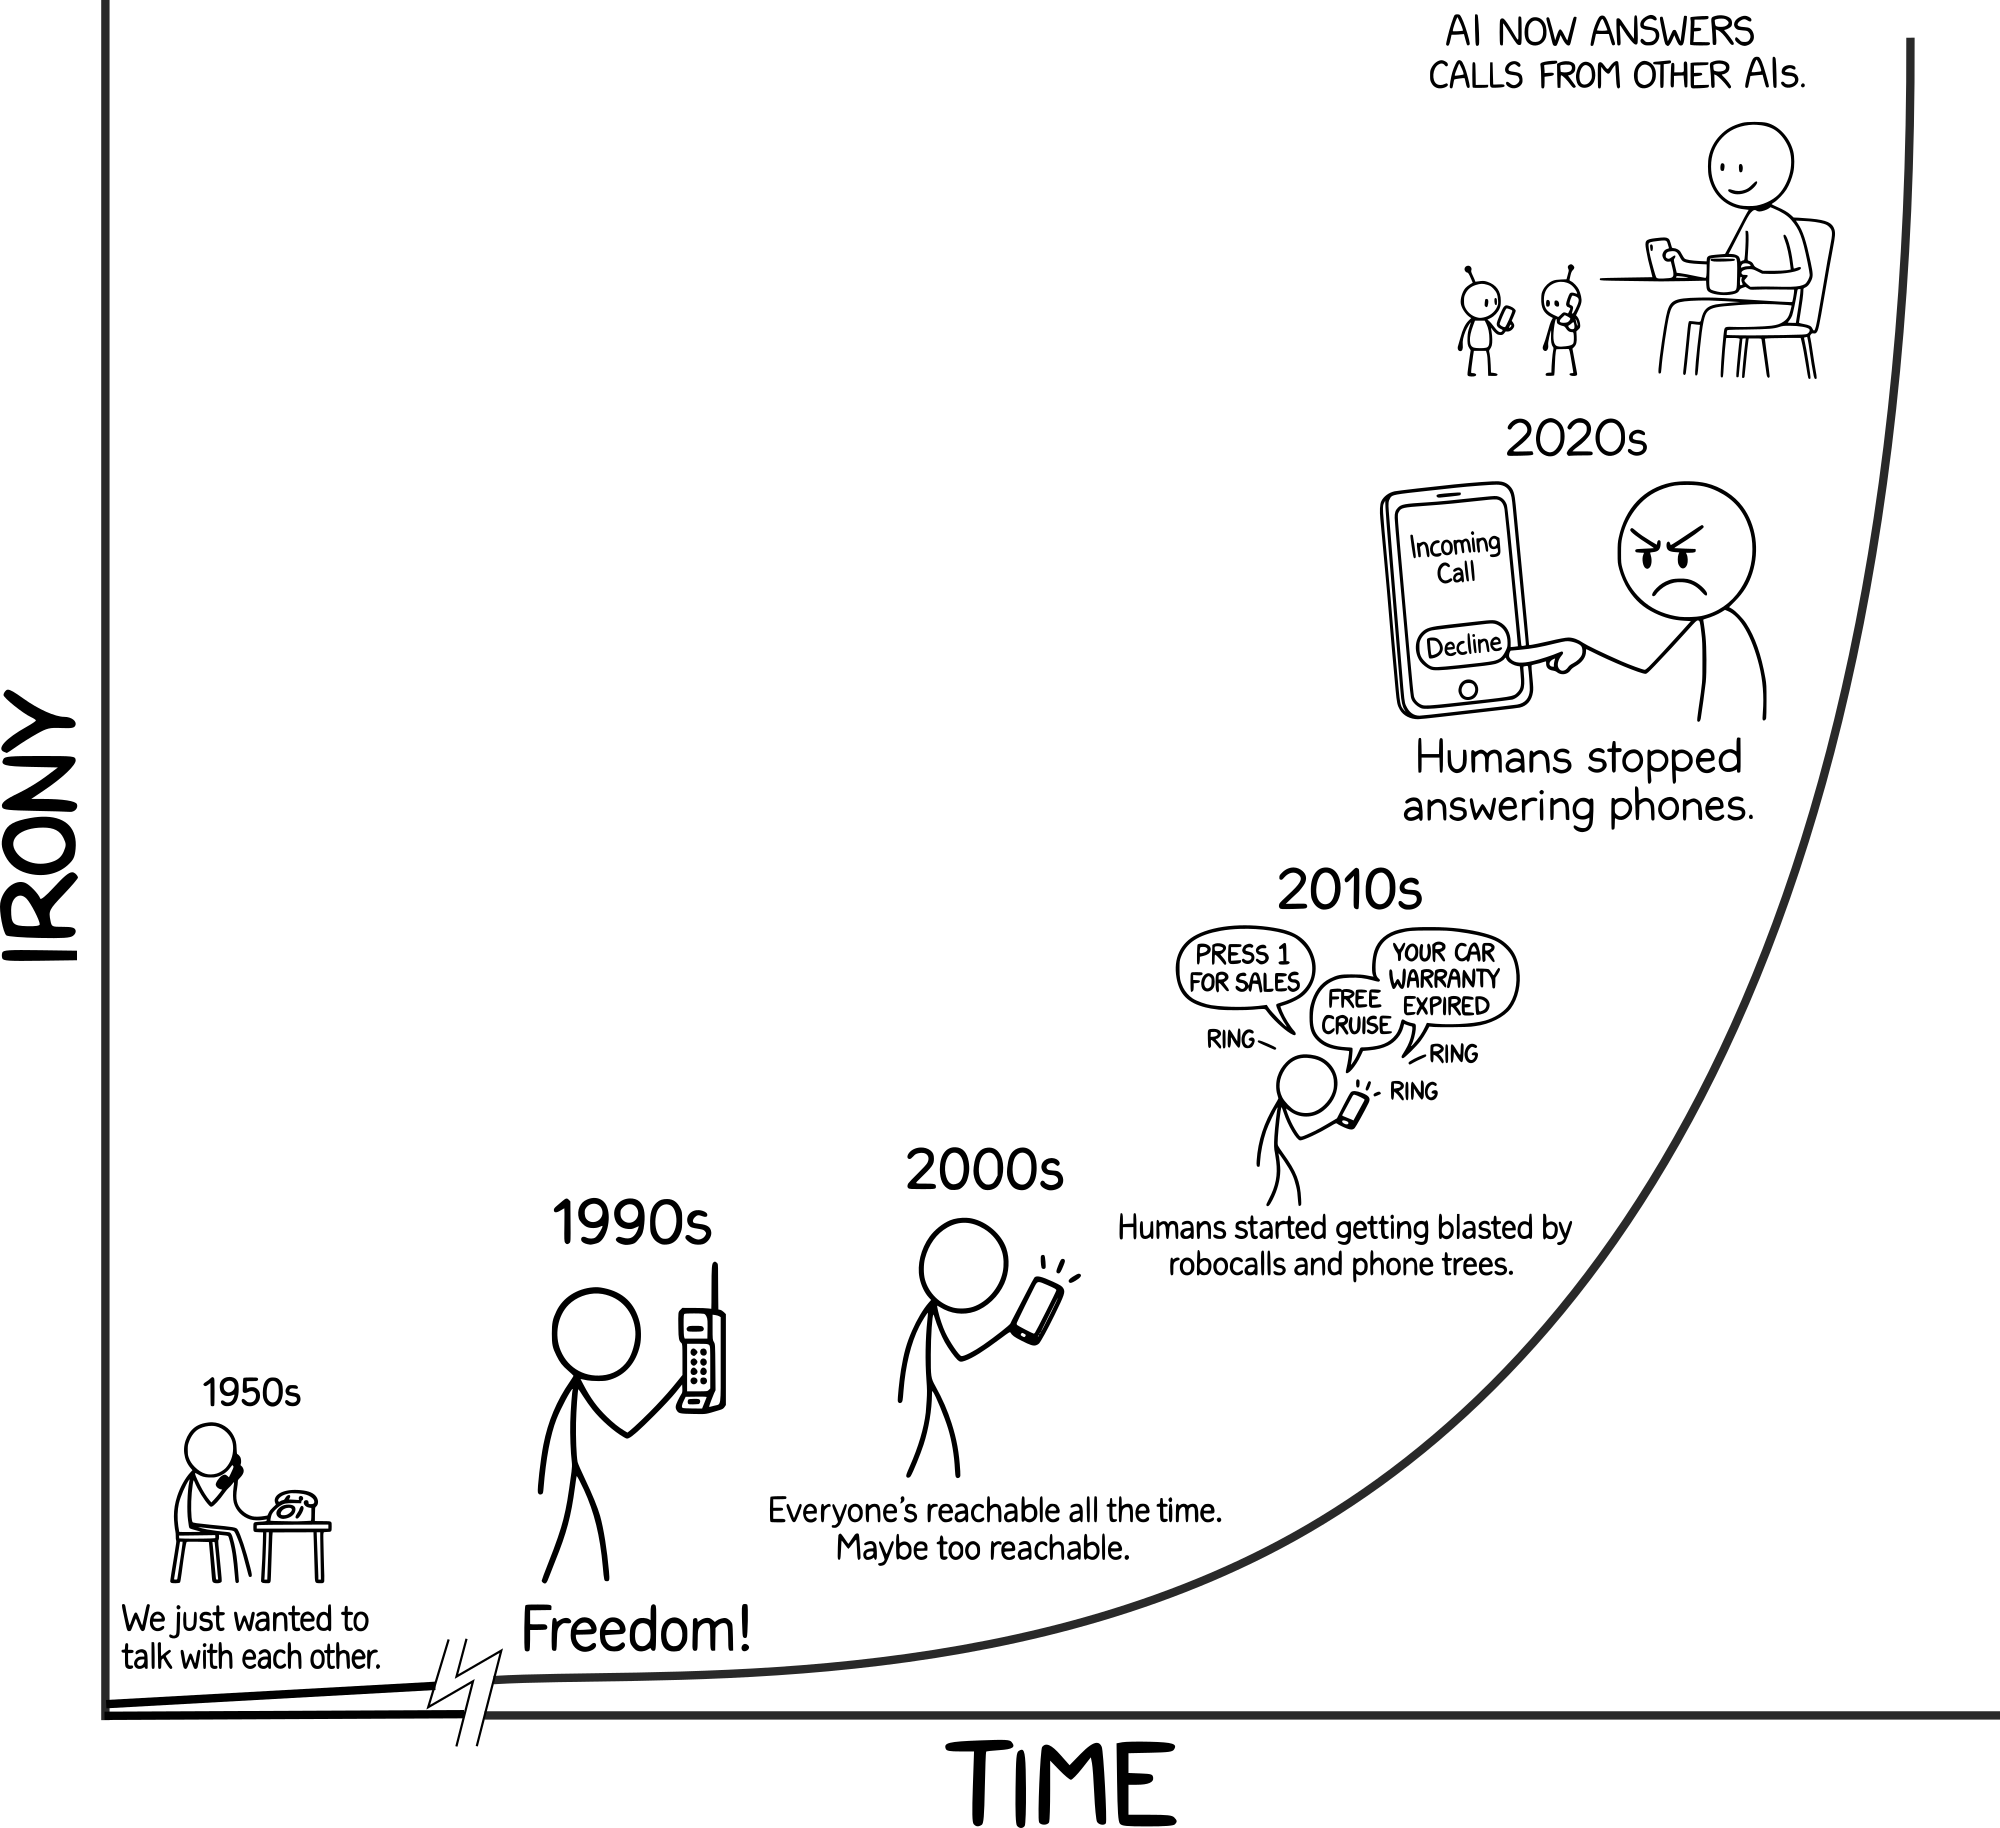 AI NOW ANSWERS
CALLS FROM OTHER AIs.
2020s
Incoming
Call
Decline
Humans stopped
answering phones.
2010s
PRESS 1
FOR SALES
FREE
CRUISE
YOUR CAR
WARRANTY
EXPIRED
RING
RING
RING
Humans started getting blasted by
robocalls and phone trees.
2000s
Everyone's reachable all the time.
Maybe too reachable.
1990s
Freedom!
1950s
We just wanted to
talk with each other.
IRONY
TIME